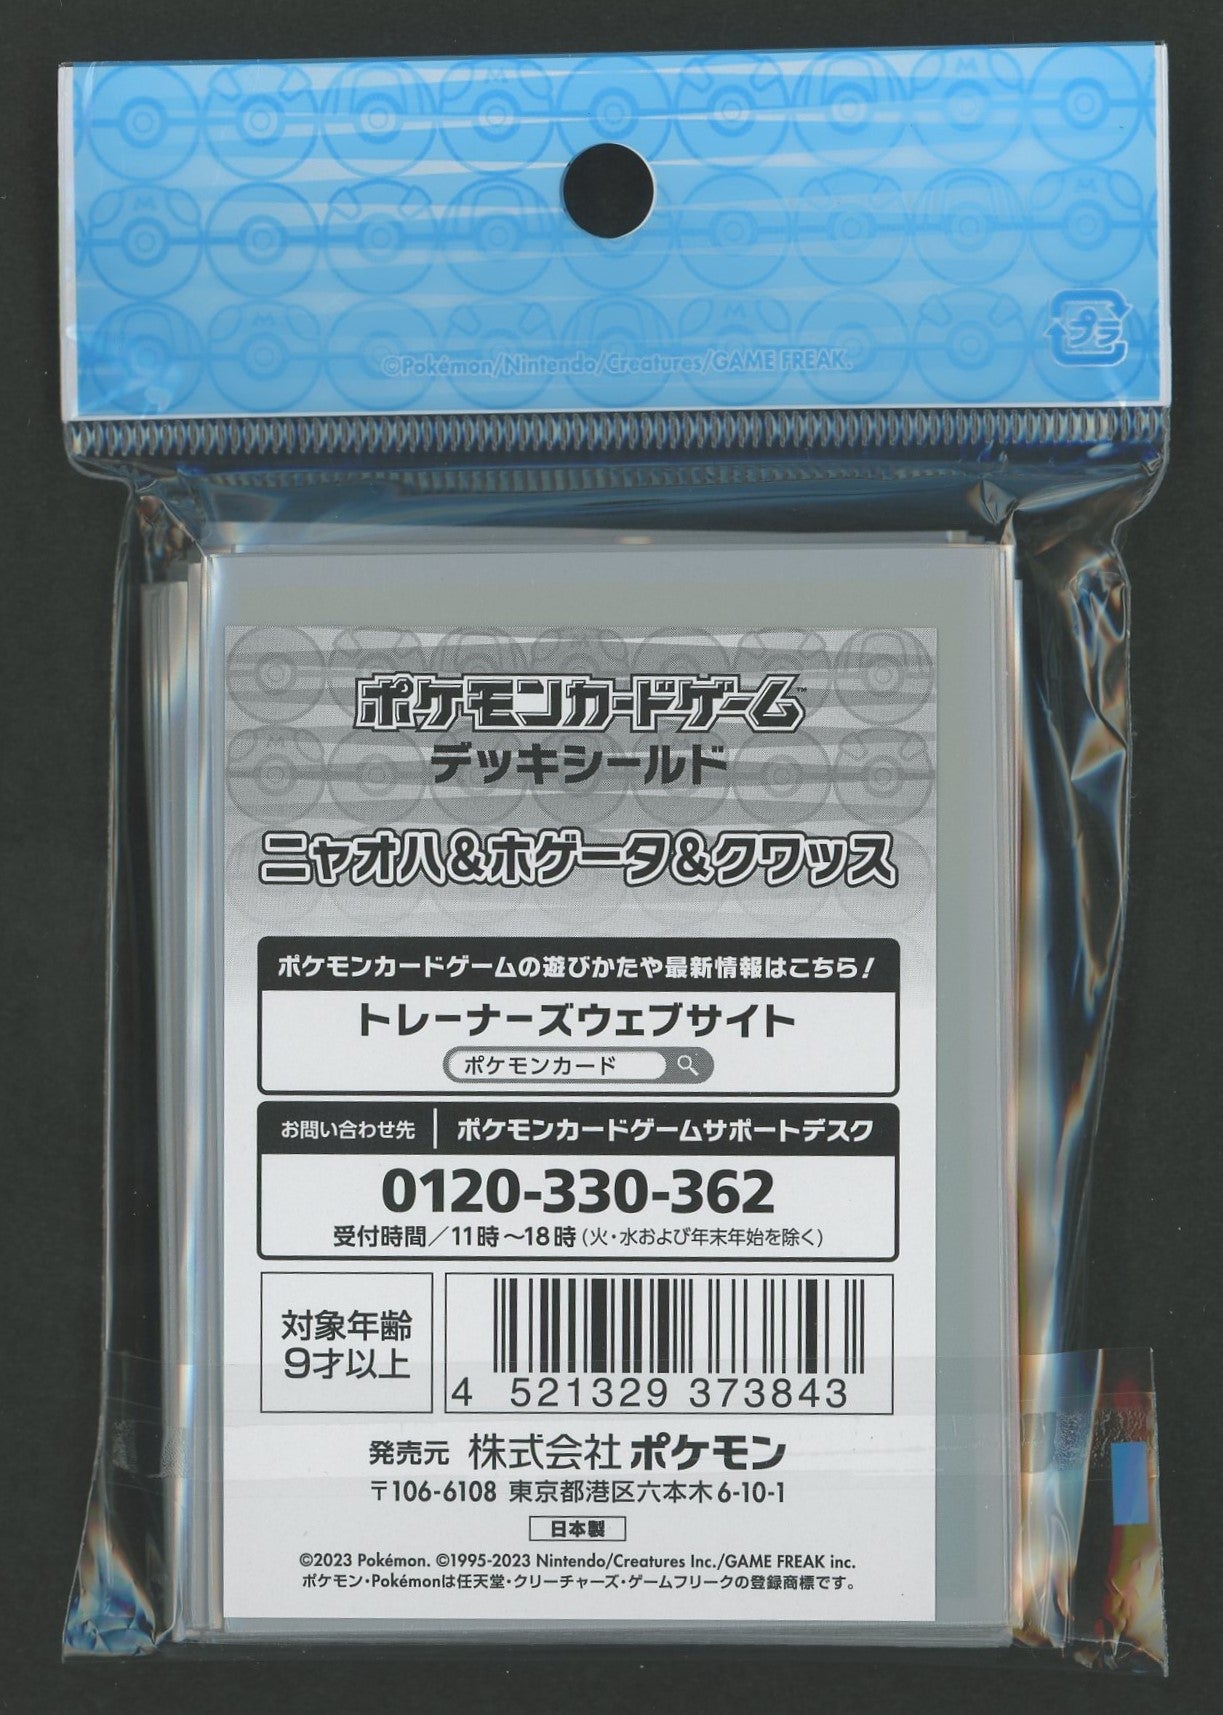 ©Pokémon/Nintendo/Creatures/GAME FREAK.
プラ
ポケモンカードゲーム™
デッキシールド
ニャオハ&ホゲータ&クワッス
ポケモンカードゲームの遊びかたや最新情報はこちら!
トレーナーズウェブサイト
ポケモンカード
お問い合わせ先 ポケモンカードゲームサポートデスク
0120-330-362
受付時間/11時~18時(火・水および年末年始を除く)
対象年齢
9才以上
4 521329 373843
発売元 株式会社ポケモン
〒106-6108 東京都港区六本木6-10-1
日本製
©2023 Pokémon. ©1995-2023 Nintendo/Creatures Inc./GAME FREAK inc.
ポケモン・Pokémonは任天堂・クリーチャーズ・ゲームフリークの登録商標です。